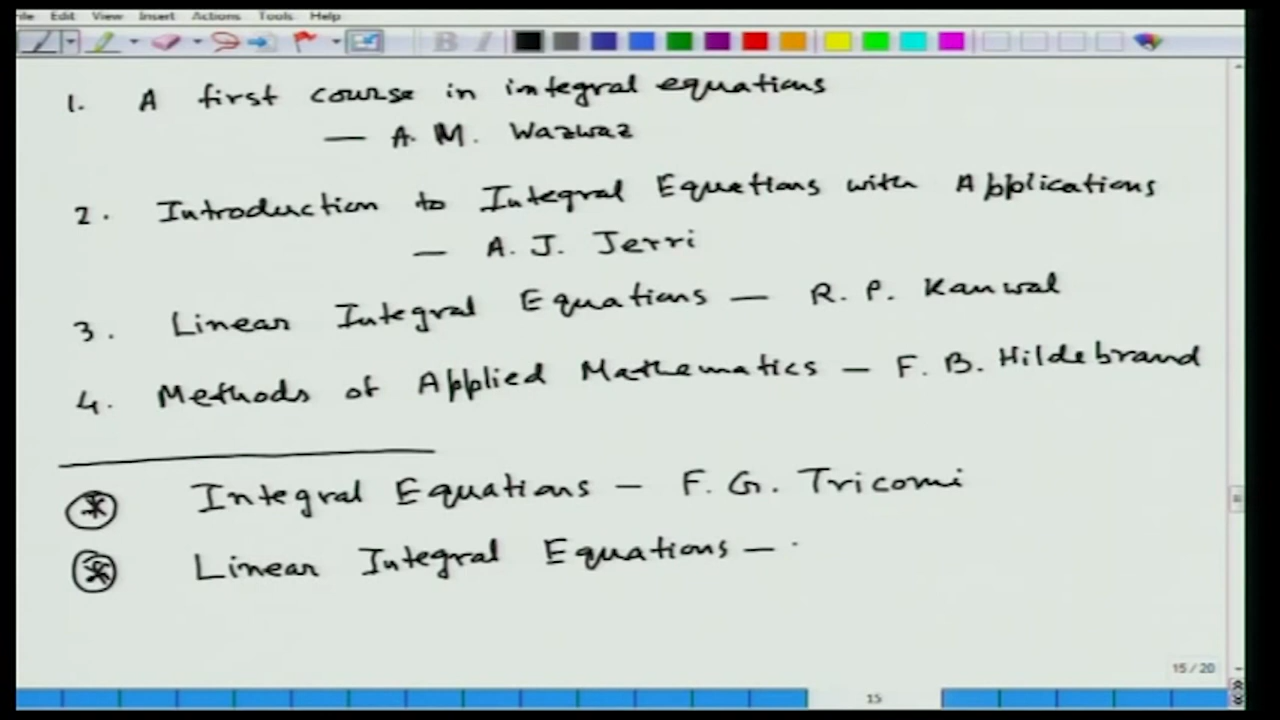 Edit View Insert Actions Tools Help
1. A first course in integral equations
— A. M. Wazwaz
2. Introduction to Integral Equations with Applications
— A. J. Jerri
3. Linear Integral Equations — R. P. Kanwal
4. Methods of Applied Mathematics — F. B. Hildebrand
* Integral Equations — F. G. Tricomi
* Linear Integral Equations —
15/20
15